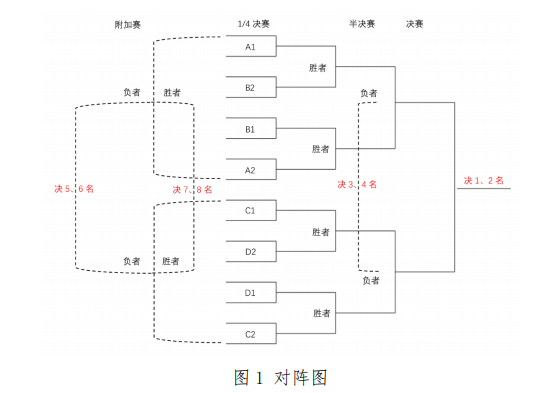 附加赛 1/4 决赛 半决赛 决赛
A1
胜者
负者 胜者 B2 负者
B1
胜者
A2
决 5、6 名 决 7、8 名 决 3、4 名 决 1、2 名
C1
胜者
D2
负者 胜者
负者
D1
胜者
C2
图 1 对阵图